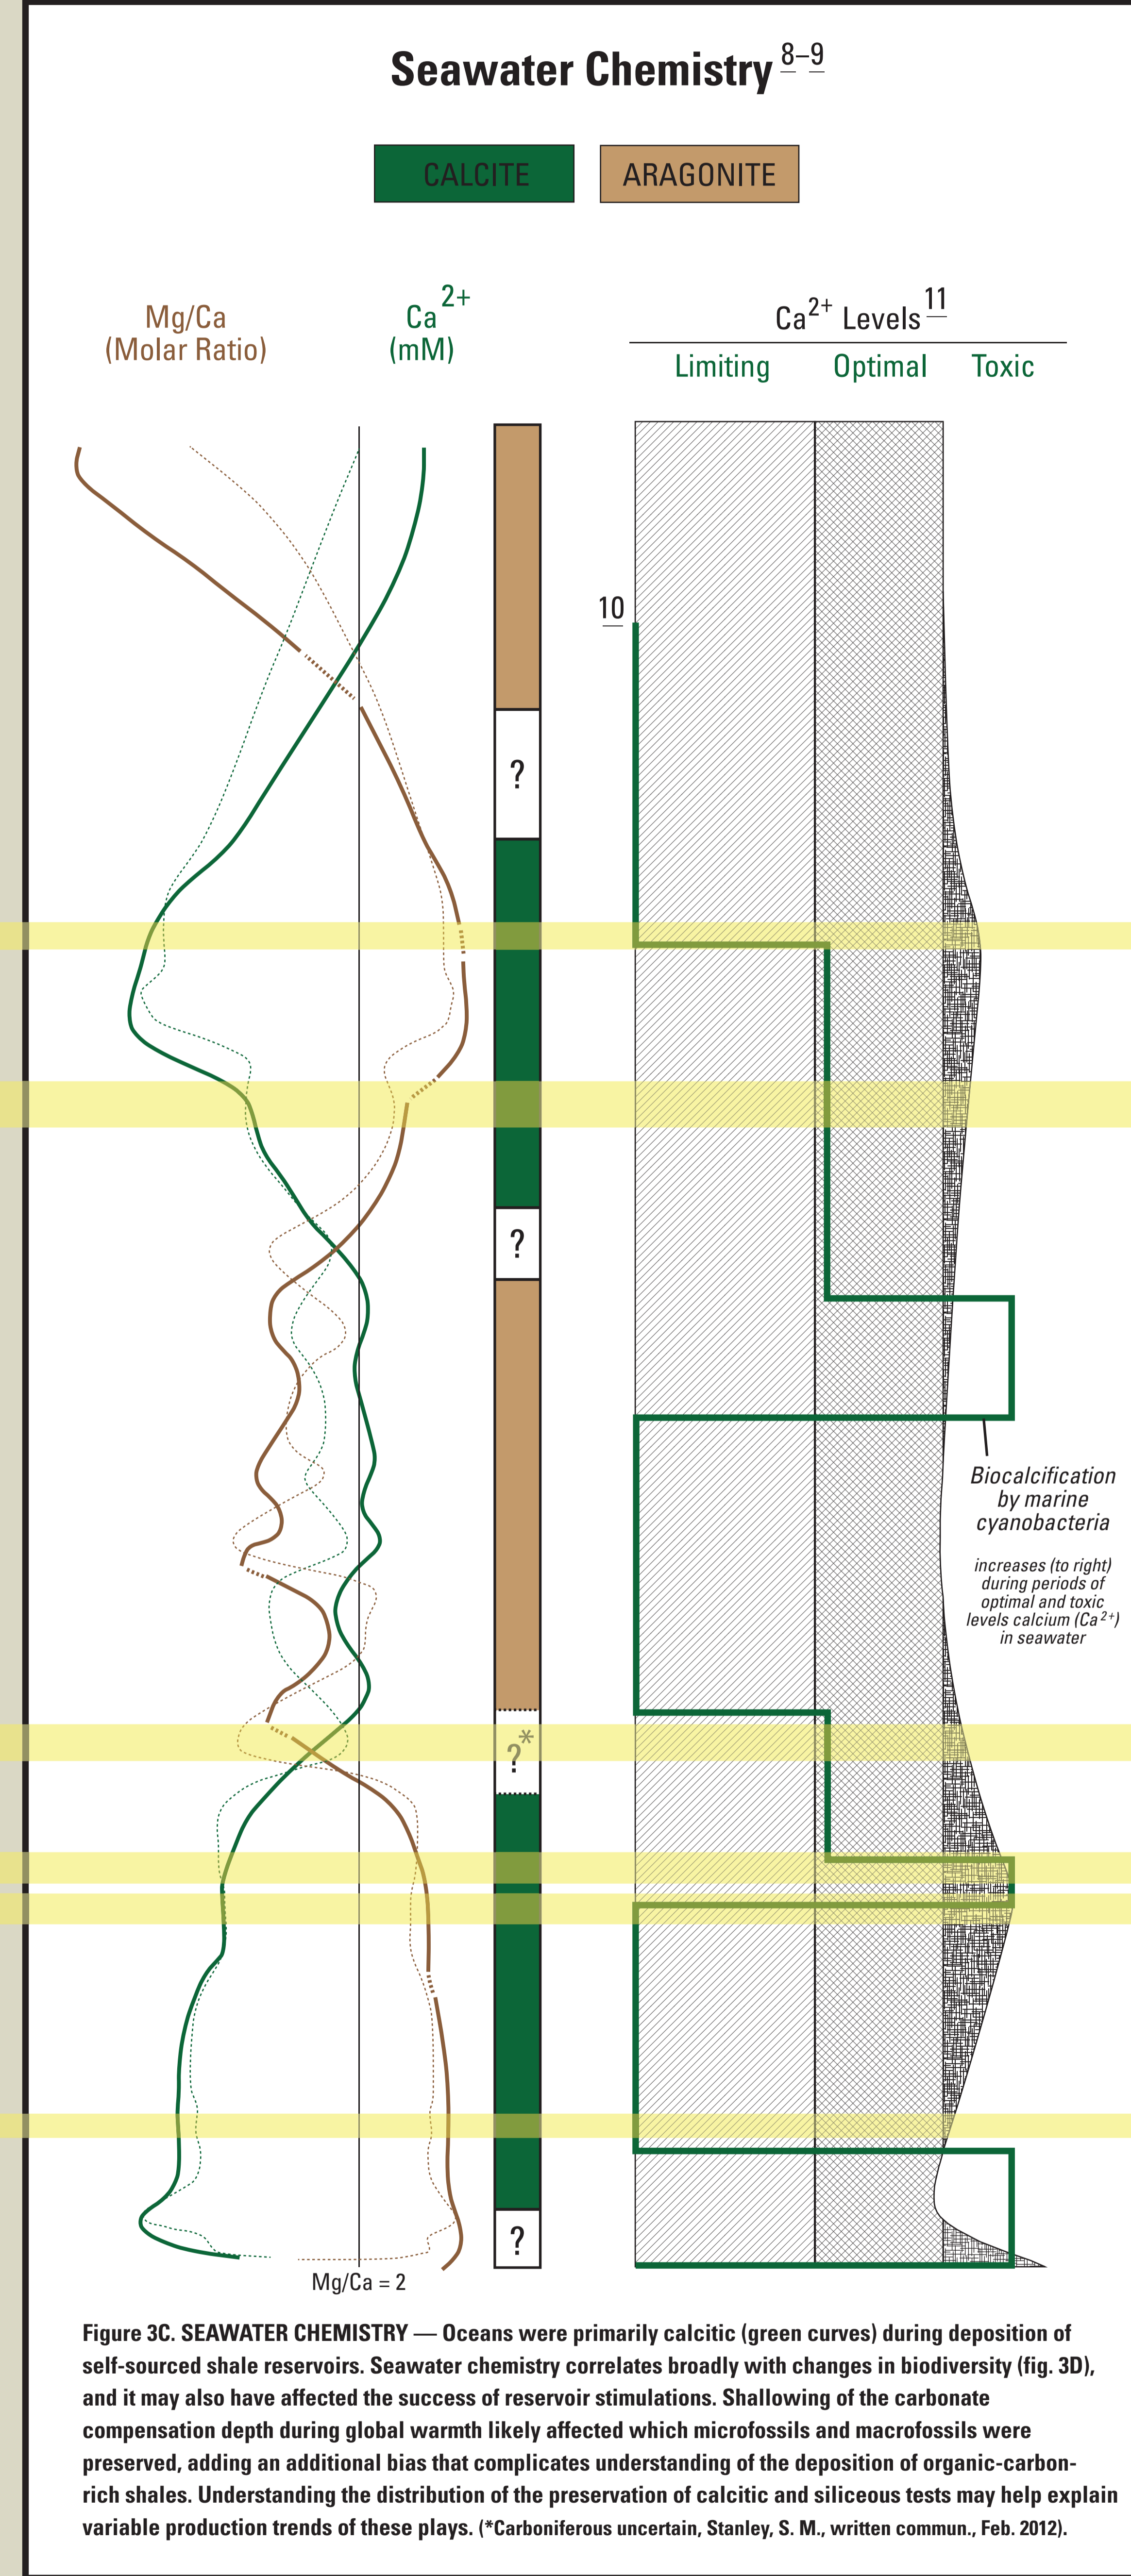 Seawater Chemistry 8–9
CALCITE
ARAGONITE
Mg/Ca
(Molar Ratio)
Ca2+
(mM)
Ca2+ Levels 11
Limiting
Optimal
Toxic
10
?
?
Biocalcification
by marine
cyanobacteria
increases (to right)
during periods of
optimal and toxic
levels calcium (Ca2+)
in seawater
?*
?
Mg/Ca = 2
Figure 3C. SEAWATER CHEMISTRY — Oceans were primarily calcitic (green curves) during deposition of
self-sourced shale reservoirs. Seawater chemistry correlates broadly with changes in biodiversity (fig. 3D),
and it may also have affected the success of reservoir stimulations. Shallowing of the carbonate
compensation depth during global warmth likely affected which microfossils and macrofossils were
preserved, adding an additional bias that complicates understanding of the deposition of organic-carbon-
rich shales. Understanding the distribution of the preservation of calcitic and siliceous tests may help explain
variable production trends of these plays. (*Carboniferous uncertain, Stanley, S. M., written commun., Feb. 2012).